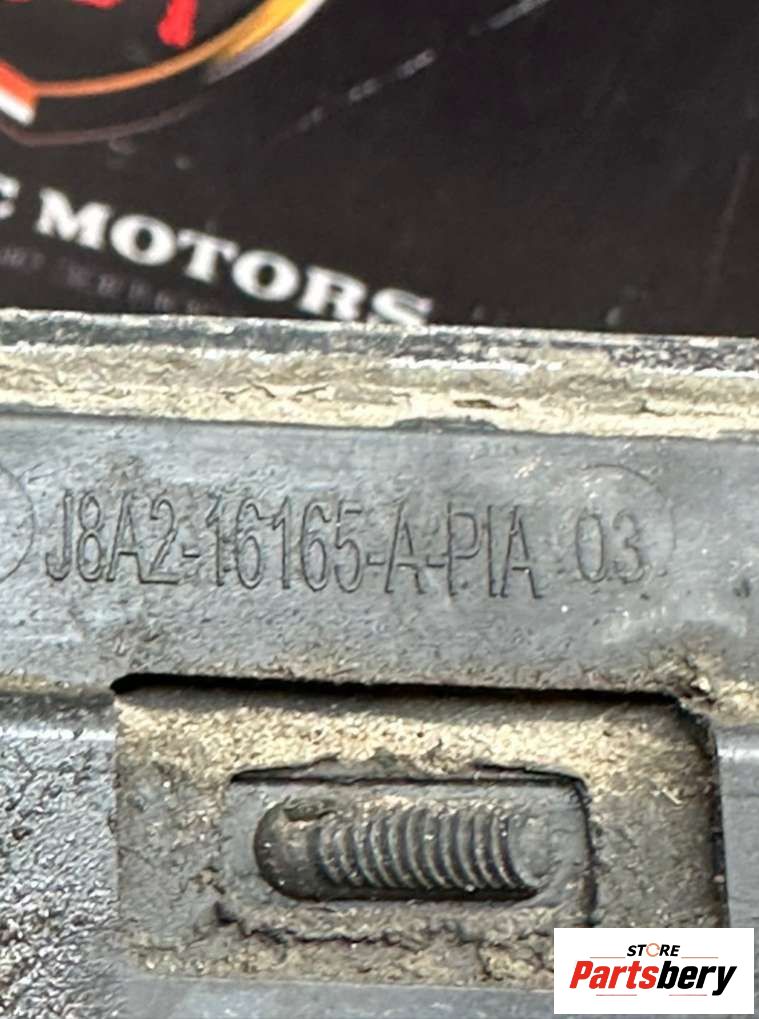 C MOTORS
J8A2-16165-A-PIA 03
STORE
Partsbery